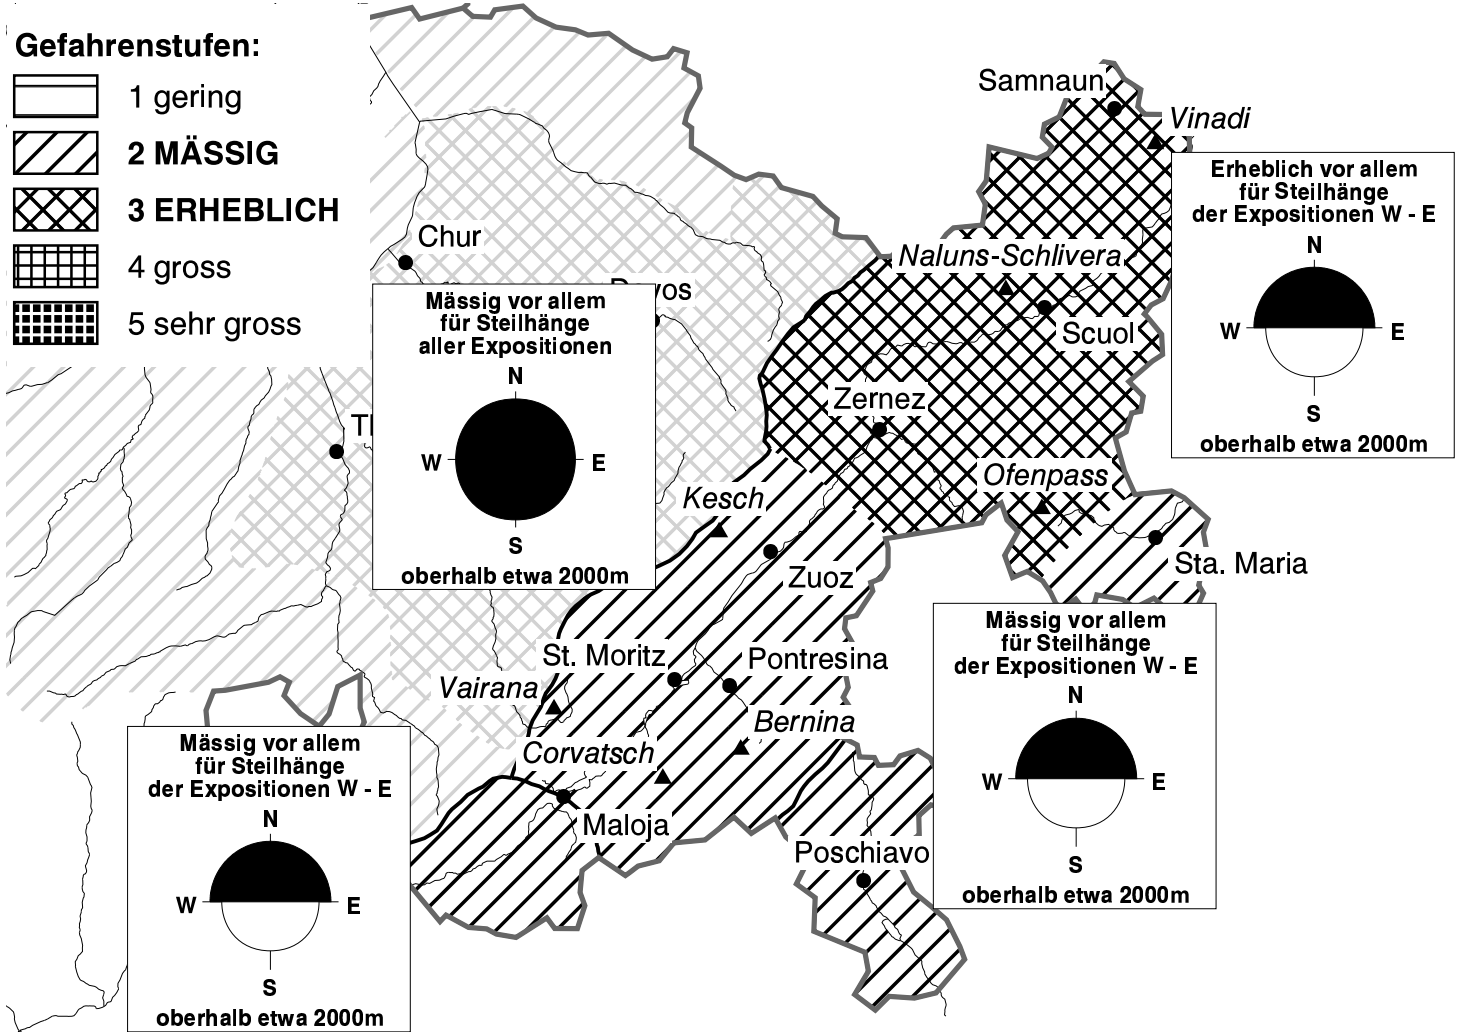 Gefahrenstufen:
1 gering
2 MÄSSIG
3 ERHEBLICH
4 gross
5 sehr gross
Samnaun
Vinadi
Erheblich vor allem
für Steilhänge
der Expositionen W - E
N
W E
S
oberhalb etwa 2000m
Chur
Naluns-Schlivera
Scuol
Mässig vor allem
für Steilhänge
aller Expositionen
N
W E
S
oberhalb etwa 2000m
Zernez
Ofenpass
Kesch
Zuoz
Sta. Maria
St. Moritz
Pontresina
Vairana
Bernina
Corvatsch
Maloja
Poschiavo
Mässig vor allem
für Steilhänge
der Expositionen W - E
N
W E
S
oberhalb etwa 2000m
Mässig vor allem
für Steilhänge
der Expositionen W - E
N
W E
S
oberhalb etwa 2000m